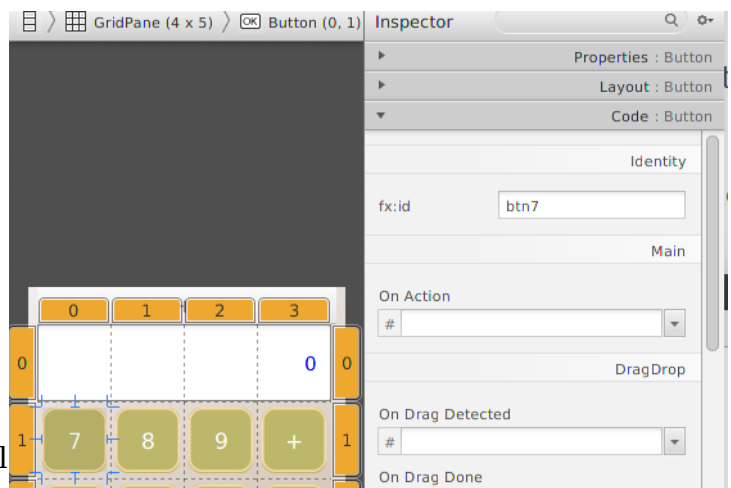 GridPane (4 x 5) OK Button (0, 1)
Inspector
Properties : Button
Layout : Button
Code : Button
Identity
fx:id btn7
Main
On Action
#
DragDrop
On Drag Detected
#
On Drag Done
0 1 2 3
0 0 0
1 7 8 9 + 1
l